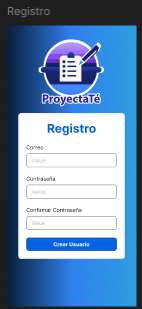 Registro
ProyectaTé
Registro
Correo
Value
Contraseña
Value
Confirmar Contraseña
Value
Crear Usuario